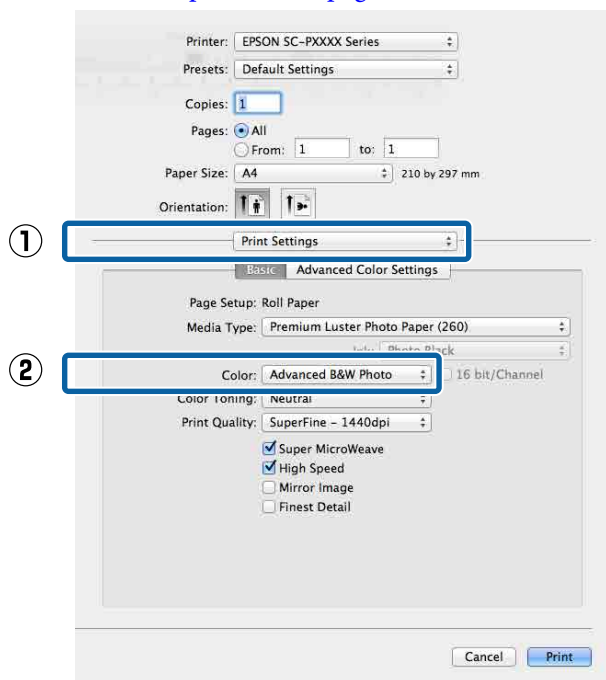 Printer: EPSON SC-PXXXX Series
Presets: Default Settings
Copies: 1
Pages: All
From: 1 to: 1
Paper Size: A4 210 by 297 mm
Orientation:
① Print Settings
Basic Advanced Color Settings
Page Setup: Roll Paper
Media Type: Premium Luster Photo Paper (260)
Photo Black
② Color: Advanced B&W Photo 16 bit/Channel
Color Toning: Neutral
Print Quality: SuperFine - 1440dpi
Super MicroWeave
High Speed
Mirror Image
Finest Detail
Cancel Print